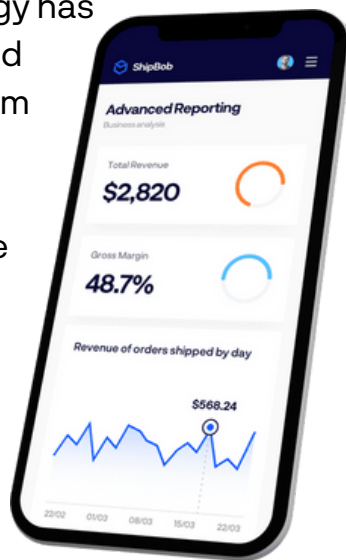 gy has
d
m
e
ShipBob
Advanced Reporting
Business analysis
Total Revenue
$2,820
Gross Margin
48.7%
Revenue of orders shipped by day
$568.24
22/02 01/03 08/03 15/03 22/03